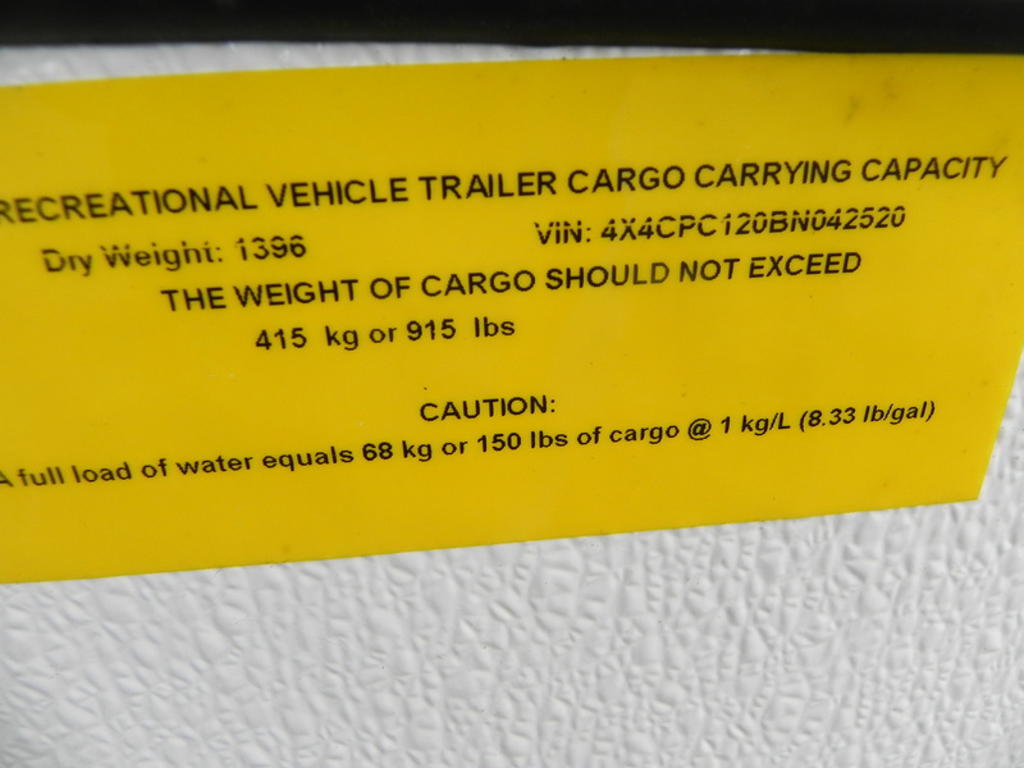 RECREATIONAL VEHICLE TRAILER CARGO CARRYING CAPACITY
Dry Weight: 1396 VIN: 4X4CPC120BN042520
THE WEIGHT OF CARGO SHOULD NOT EXCEED
415 kg or 915 lbs
CAUTION:
A full load of water equals 68 kg or 150 lbs of cargo @ 1 kg/L (8.33 lb/gal)